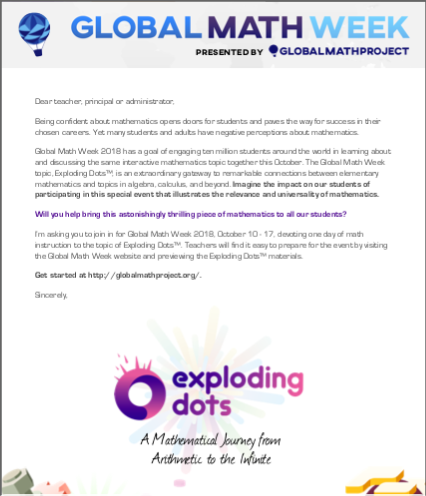 GLOBAL MATH WEEK
PRESENTED BY GLOBALMATHPROJECT
Dear teacher, principal or administrator,
Being confident about mathematics opens doors for students and paves the way for success in their
chosen careers. Yet many students and adults have negative perceptions about mathematics.
Global Math Week 2018 has a goal of engaging ten million students around the world in learning about
and discussing the same interactive mathematics topic together this October. The Global Math Week
topic, Exploding Dots™, is an extraordinary gateway to remarkable connections between elementary
mathematics and topics in algebra, calculus, and beyond. Imagine the impact on our students of
participating in this special event that illustrates the relevance and universality of mathematics.
Will you help bring this astonishingly thrilling piece of mathematics to all our students?
I'm asking you to join in for Global Math Week 2018, October 10 - 17, devoting one day of math
instruction to the topic of Exploding Dots™. Teachers will find it easy to prepare for the event by visiting
the Global Math Week website and previewing the Exploding Dots™ materials.
Get started at http://globalmathproject.org/.
Sincerely,
exploding
dots
A Mathematical Journey from
Arithmetic to the Infinite